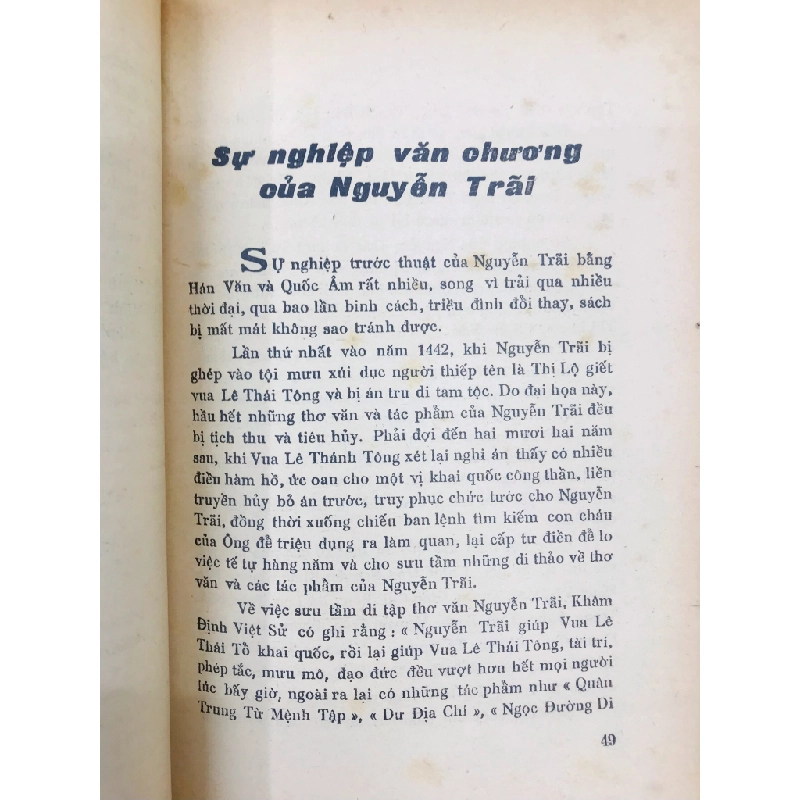 Sự nghiệp văn chương
của Nguyễn Trãi
SỰ nghiệp trước thuật của Nguyễn Trãi bằng
Hán Văn và Quốc Âm rất nhiều, song vì trải qua nhiều
thời đại, qua bao lần binh cách, triều đình đổi thay, sách
bị mất mát không sao tránh được.
Lần thứ nhất vào năm 1442, khi Nguyễn Trãi bị
ghép vào tội mưu xúi dục người thiếp tên là Thị Lộ giết
vua Lê Thái Tông và bị án tru di tam tộc. Do đại họa này,
hầu hết những thơ văn và tác phẩm của Nguyễn Trãi đều
bị tịch thu và tiêu hủy. Phải đợi đến hai mươi hai năm
sau, khi Vua Lê Thánh Tông xét lại nghi án thấy có nhiều
điều hàm hồ, ức oan cho một vị khai quốc công thần, liền
truyền hủy bỏ án trước, truy phục chức tước cho Nguyễn
Trãi, đồng thời xuống chiếu ban lệnh tìm kiếm con cháu
của Ông để triệu dụng ra làm quan, lại cấp tư điền để lo
việc tế tự hàng năm và cho sưu tầm những di thảo về thơ
văn và các tác phẩm của Nguyễn Trãi.
Về việc sưu tầm di tập thơ văn Nguyễn Trãi, Khâm
Định Việt Sử có ghi rằng : « Nguyễn Trãi giúp Vua Lê
Thái Tổ khai quốc, rồi lại giúp Vua Lê Thái Tông, tài trí,
phép tắc, mưu mô, đạo đức đều vượt hơn hết mọi người
lúc bấy giờ, ngoài ra lại có những tác phẩm như « Quân
Trung Từ Mệnh Tập », « Dư Địa Chí », « Ngọc Đường Di
49